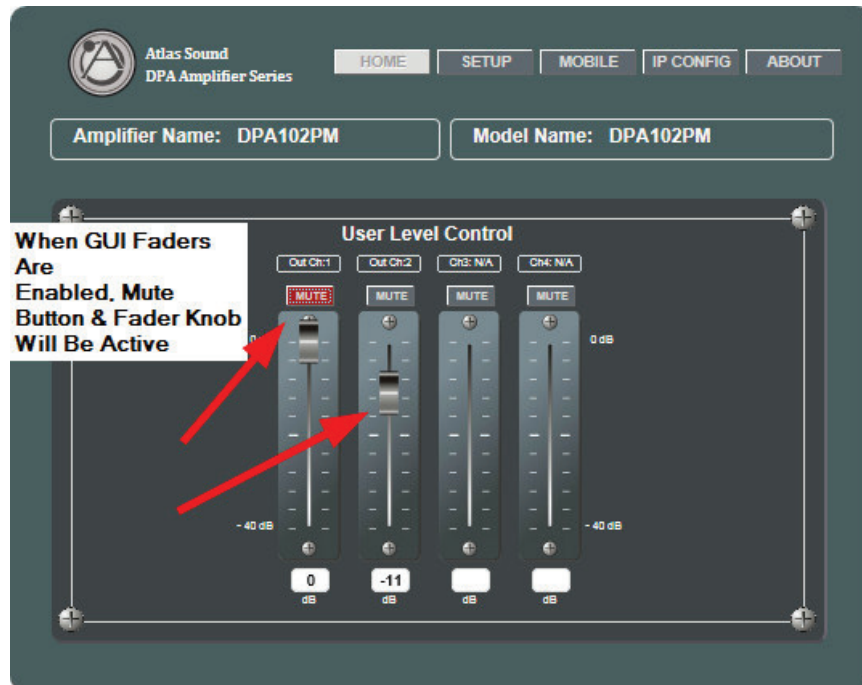 Atlas Sound
DPA Amplifier Series
HOME SETUP MOBILE IP CONFIG ABOUT
Amplifier Name: DPA102PM
Model Name: DPA102PM
When GUI Faders
Are
Enabled, Mute
Button & Fader Knob
Will Be Active
User Level Control
Out Ch:1 Out Ch:2 Ch3: N/A Ch4: N/A
MUTE MUTE MUTE MUTE
0 dB
- 40 dB - 40 dB
0 -11
dB dB dB dB